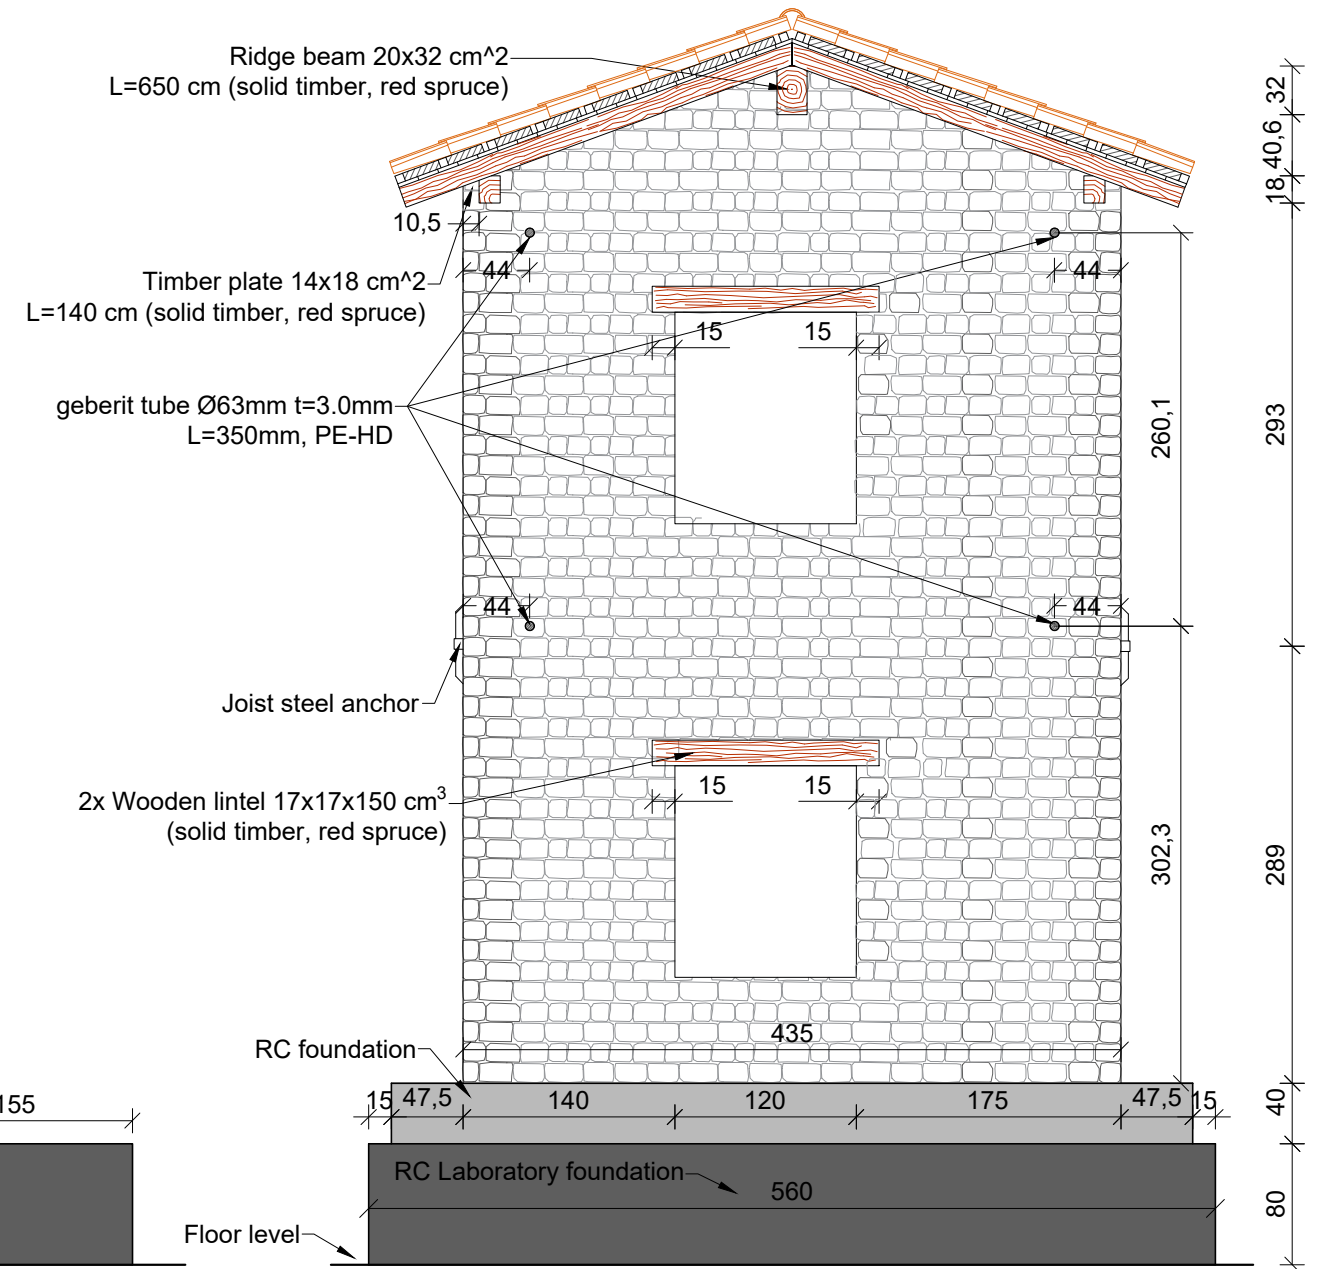 Ridge beam 20x32 cm^2
L=650 cm (solid timber, red spruce)
32
40,6
18
10,5
44
44
Timber plate 14x18 cm^2
L=140 cm (solid timber, red spruce)
15
15
geberit tube Ø63mm t=3.0mm
L=350mm, PE-HD
260,1
293
44
44
Joist steel anchor
15
15
2x Wooden lintel 17x17x150 cm³
(solid timber, red spruce)
302,3
289
435
RC foundation
155
15
47,5
140
120
175
47,5
15
40
RC Laboratory foundation
560
80
Floor level